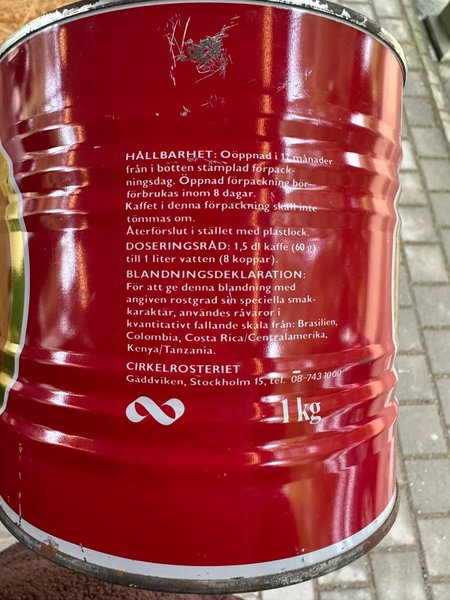 HÅLLBARHET: Oöppnad i 12 månader
från i botten stämplad förpack-
ningsdag. Öppnad förpackning bör
förbrukas inom 8 dagar.
Kaffet i denna förpackning skall inte
tömmas om.
Återförslut i stället med plastlock.
DOSERINGSRÅD: 1,5 dl kaffe (60 g)
till 1 liter vatten (8 koppar).
BLANDNINGSDEKLARATION:
För att ge denna blandning med
angiven rostgrad sin speciella smak-
karaktär, användes råvaror i
kvantitativt fallande skala från: Brasilien,
Colombia, Costa Rica/Centralamerika,
Kenya/Tanzania.
CIRKELROSTERIET
Gäddviken, Stockholm 15, tel. 08-743 1000
1 kg